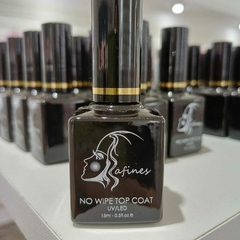 afines
NO WIPE TOP COAT
UV/LED
15ml - 0.5fl oz e